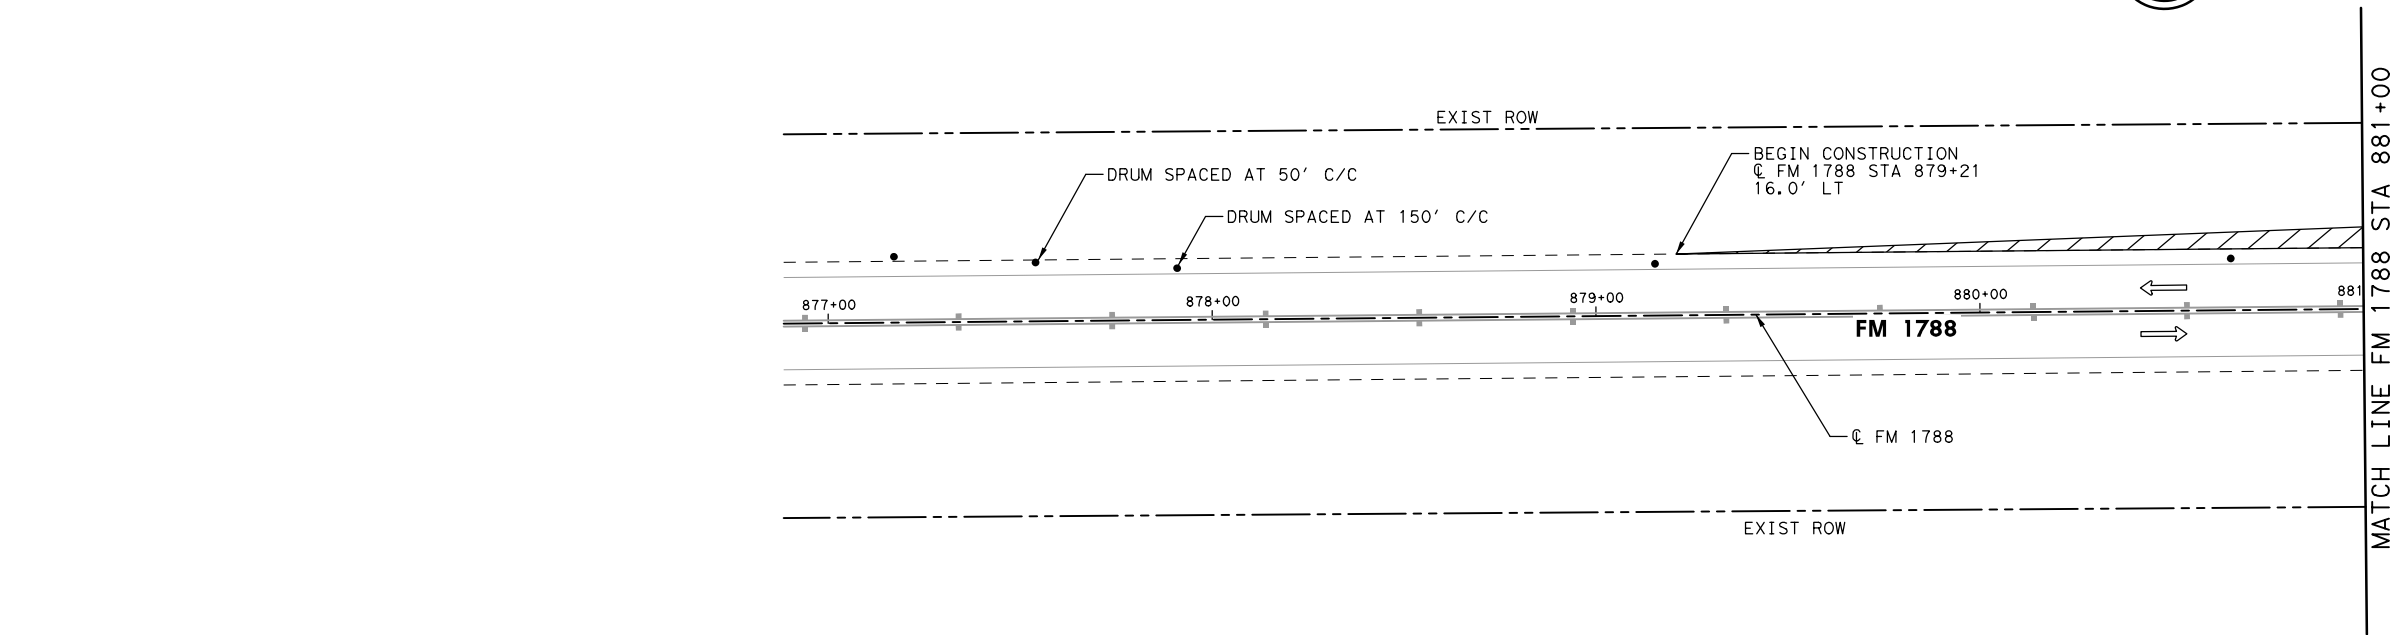 EXIST ROW
BEGIN CONSTRUCTION
℄ FM 1788 STA 879+21
16.0' LT
DRUM SPACED AT 50' C/C
DRUM SPACED AT 150' C/C
877+00
878+00
879+00
880+00
881
FM 1788
℄ FM 1788
EXIST ROW
MATCH LINE FM 1788 STA 881+00